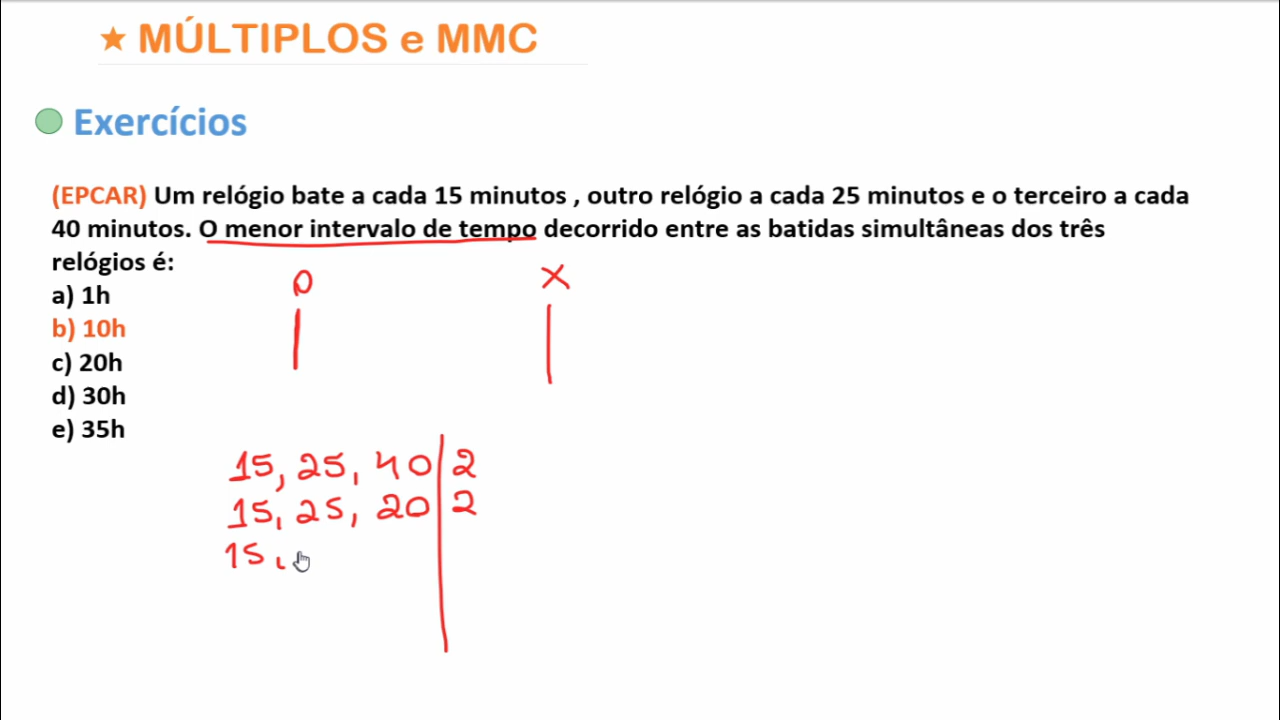 ★ MÚLTIPLOS e MMC
Exercícios
(EPCAR) Um relógio bate a cada 15 minutos , outro relógio a cada 25 minutos e o terceiro a cada
40 minutos. O menor intervalo de tempo decorrido entre as batidas simultâneas dos três
relógios é:
a) 1h
b) 10h
c) 20h
d) 30h
e) 35h
0 X
15, 25, 40 2
15, 25, 20 2
15,